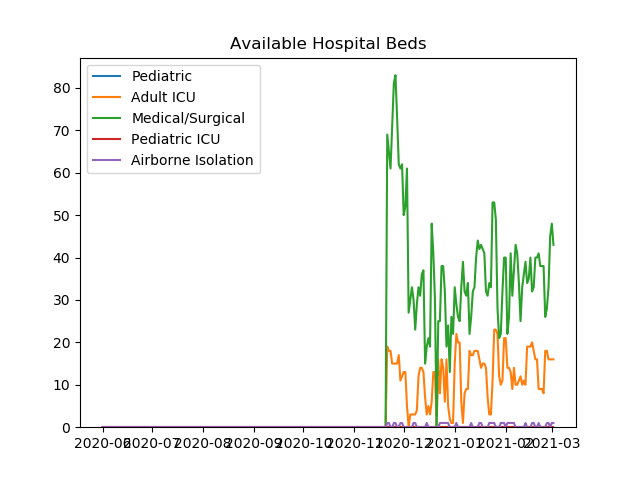 Available Hospital Beds
Pediatric
Adult ICU
Medical/Surgical
Pediatric ICU
Airborne Isolation
80
70
60
50
40
30
20
10
0
2020-06 2020-07 2020-08 2020-09 2020-10 2020-11 2020-12 2021-01 2021-02 2021-03